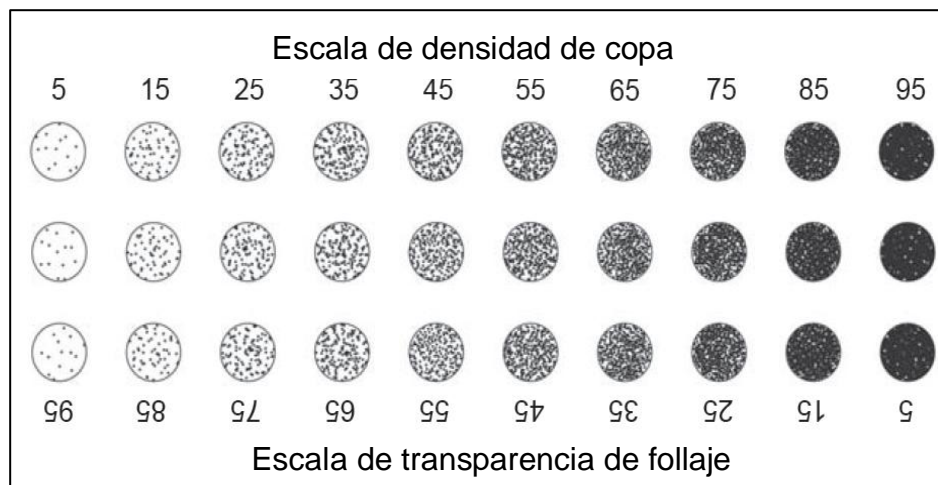 Escala de densidad de copa
5 15 25 35 45 55 65 75 85 95
95 85 75 65 55 45 35 25 15 5
Escala de transparencia de follaje